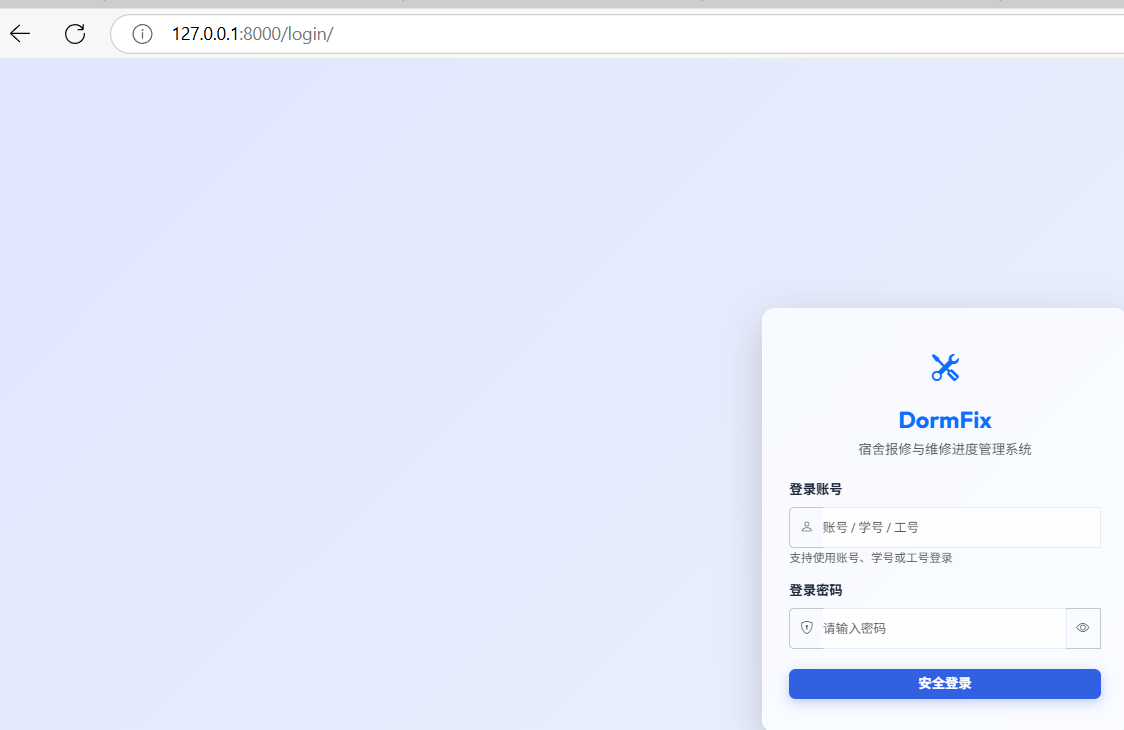 127.0.0.1:8000/login/
DormFix
宿舍报修与维修进度管理系统
登录账号
账号 / 学号 / 工号
支持使用账号、学号或工号登录
登录密码
请输入密码
安全登录